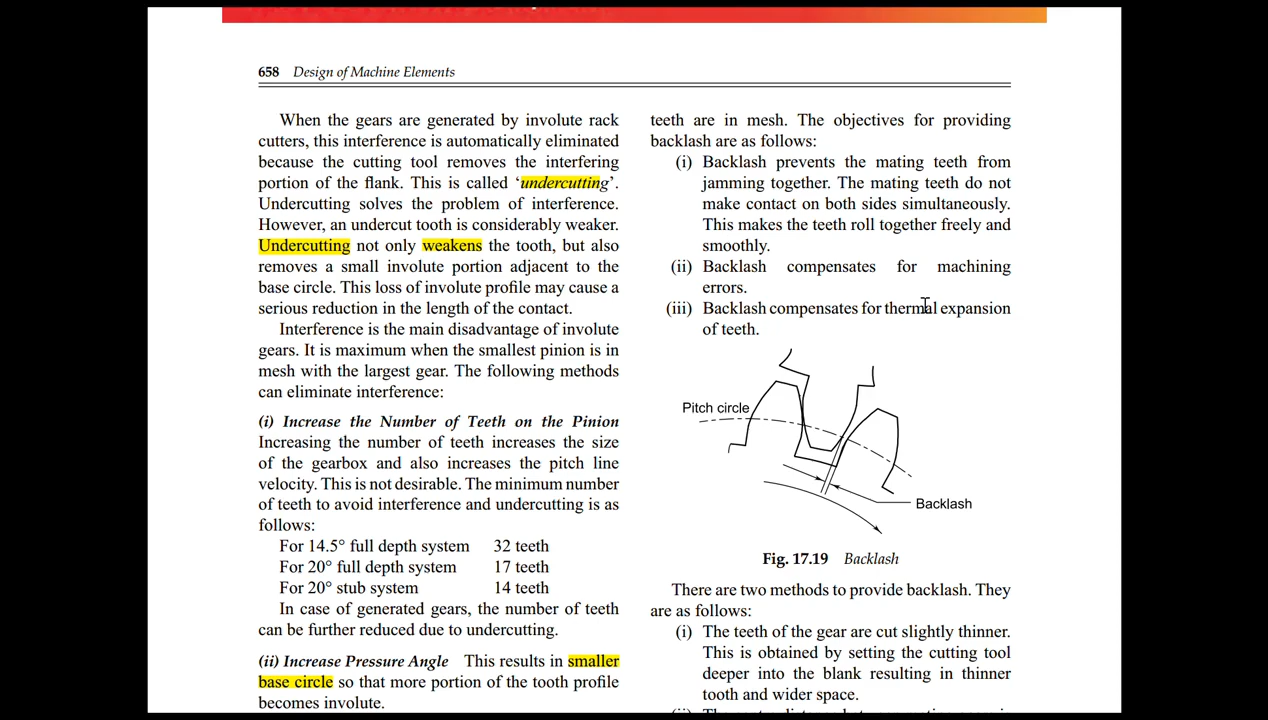 658 Design of Machine Elements
When the gears are generated by involute rack
cutters, this interference is automatically eliminated
because the cutting tool removes the interfering
portion of the flank. This is called ‘undercutting’.
Undercutting solves the problem of interference.
However, an undercut tooth is considerably weaker.
Undercutting not only weakens the tooth, but also
removes a small involute portion adjacent to the
base circle. This loss of involute profile may cause a
serious reduction in the length of the contact.
Interference is the main disadvantage of involute
gears. It is maximum when the smallest pinion is in
mesh with the largest gear. The following methods
can eliminate interference:
(i) Increase the Number of Teeth on the Pinion
Increasing the number of teeth increases the size
of the gearbox and also increases the pitch line
velocity. This is not desirable. The minimum number
of teeth to avoid interference and undercutting is as
follows:
For 14.5° full depth system 32 teeth
For 20° full depth system 17 teeth
For 20° stub system 14 teeth
In case of generated gears, the number of teeth
can be further reduced due to undercutting.
(ii) Increase Pressure Angle This results in smaller
base circle so that more portion of the tooth profile
becomes involute.
teeth are in mesh. The objectives for providing
backlash are as follows:
(i) Backlash prevents the mating teeth from
jamming together. The mating teeth do not
make contact on both sides simultaneously.
This makes the teeth roll together freely and
smoothly.
(ii) Backlash compensates for machining
errors.
(iii) Backlash compensates for thermal expansion
of teeth.
Pitch circle
Backlash
Fig. 17.19 Backlash
There are two methods to provide backlash. They
are as follows:
(i) The teeth of the gear are cut slightly thinner.
This is obtained by setting the cutting tool
deeper into the blank resulting in thinner
tooth and wider space.